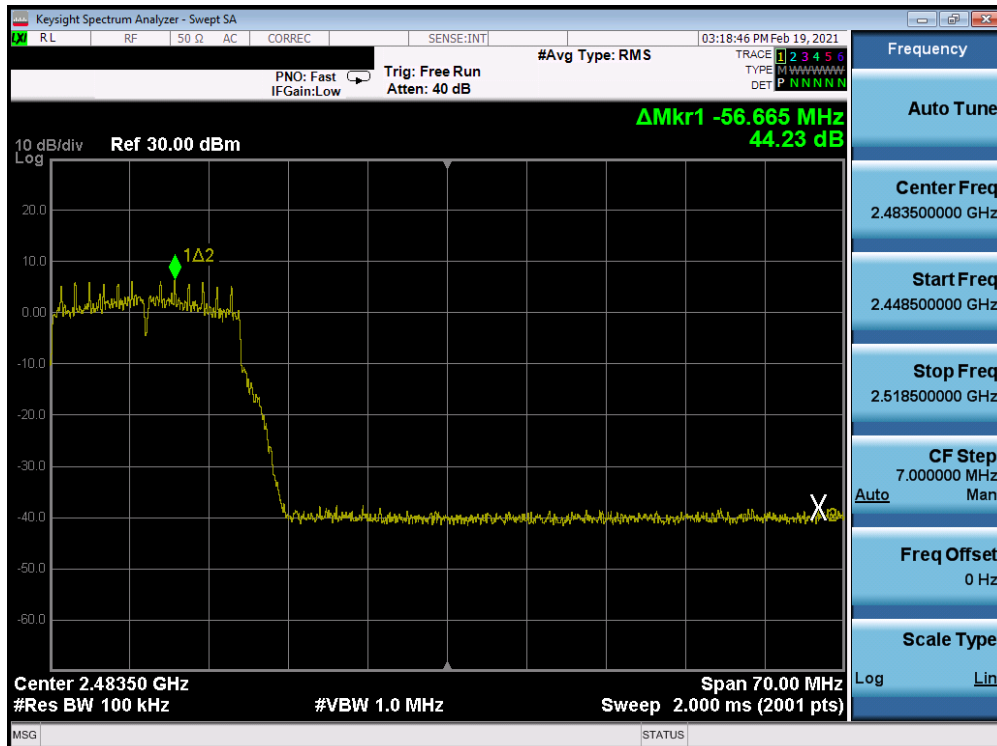 Keysight Spectrum Analyzer - Swept SA
LXI RL RF 50 Ω AC CORREC SENSE:INT 03:18:46 PM Feb 19, 2021
#Avg Type: RMS TRACE 1 2 3 4 5 6
PNO: Fast Trig: Free Run TYPE M W W W W W
IFGain:Low Atten: 40 dB DET P N N N N N
ΔMkr1 -56.665 MHz
44.23 dB
10 dB/div Ref 30.00 dBm
Log
20.0
1Δ2
10.0
0.00
-10.0
-20.0
-30.0
X
-40.0
-50.0
-60.0
Center 2.48350 GHz Span 70.00 MHz
#Res BW 100 kHz #VBW 1.0 MHz Sweep 2.000 ms (2001 pts)
MSG STATUS
Frequency
Auto Tune
Center Freq
2.483500000 GHz
Start Freq
2.448500000 GHz
Stop Freq
2.518500000 GHz
CF Step
7.000000 MHz
Auto Man
Freq Offset
0 Hz
Scale Type
Log Lin